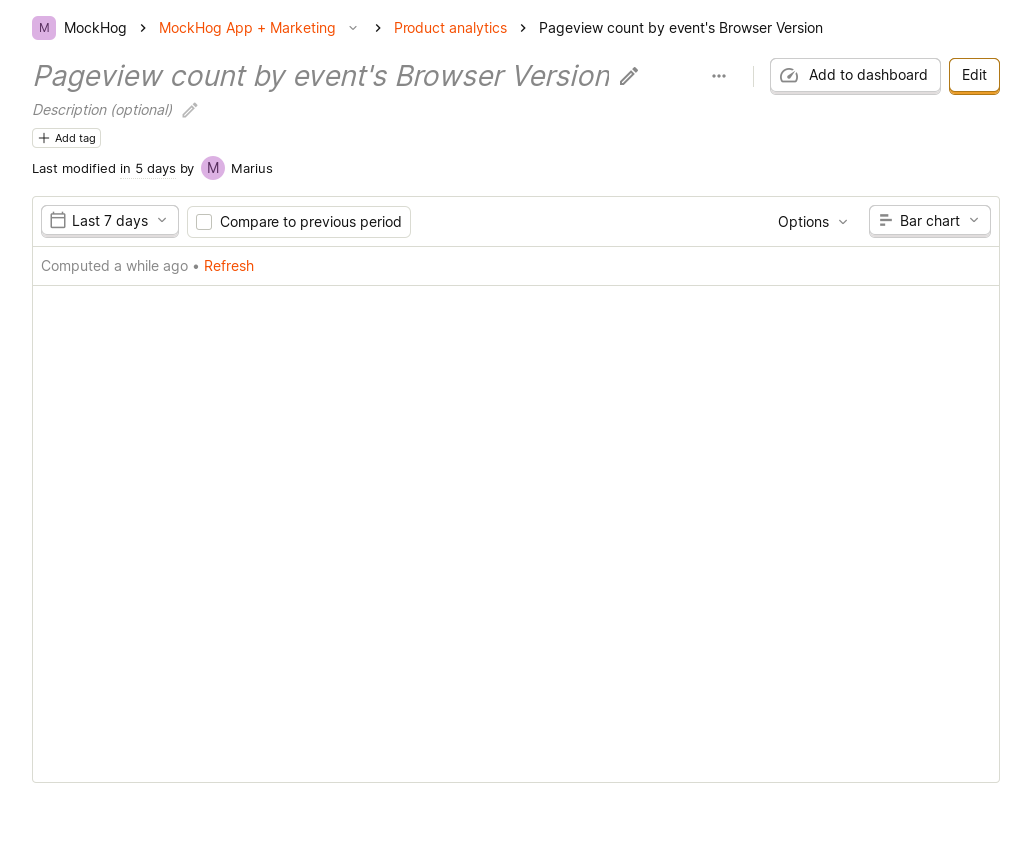 M MockHog MockHog App + Marketing Product analytics Pageview count by event's Browser Version
Pageview count by event's Browser Version
Add to dashboard Edit
Description (optional)
Add tag
Last modified in 5 days by M Marius
Last 7 days Compare to previous period Options Bar chart
Computed a while ago • Refresh